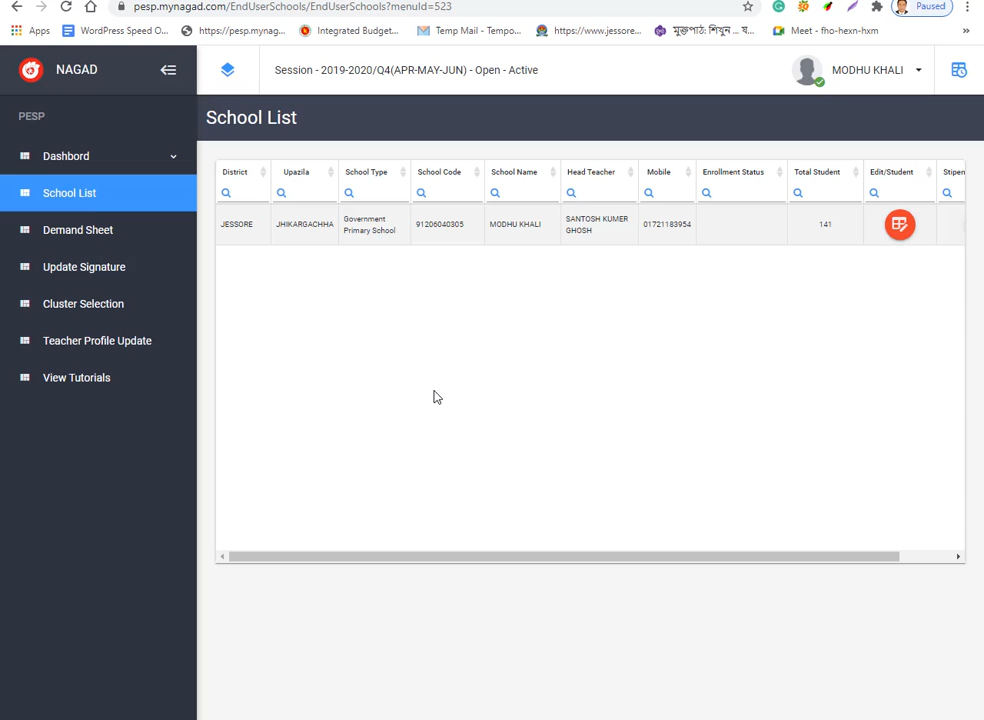 pesp.mynagad.com/EndUserSchools/EndUserSchools?menuId=523
Paused
Apps
WordPress Speed O...
https://pesp.mynag...
Integrated Budget...
Temp Mail - Tempo...
https://www.jessore...
মুক্তপাঠ: শিখুন ... য...
Meet - fho-hexn-hxm
»
NAGAD
Session - 2019-2020/Q4(APR-MAY-JUN) - Open - Active
MODHU KHALI
PESP
School List
Dashbord
School List
Demand Sheet
Update Signature
Cluster Selection
Teacher Profile Update
View Tutorials
District
Upazila
School Type
School Code
School Name
Head Teacher
Mobile
Enrollment Status
Total Student
Edit/Student
Stipen
JESSORE
JHIKARGACHHA
Government
Primary School
91206040305
MODHU KHALI
SANTOSH KUMER
GHOSH
01721183954
141